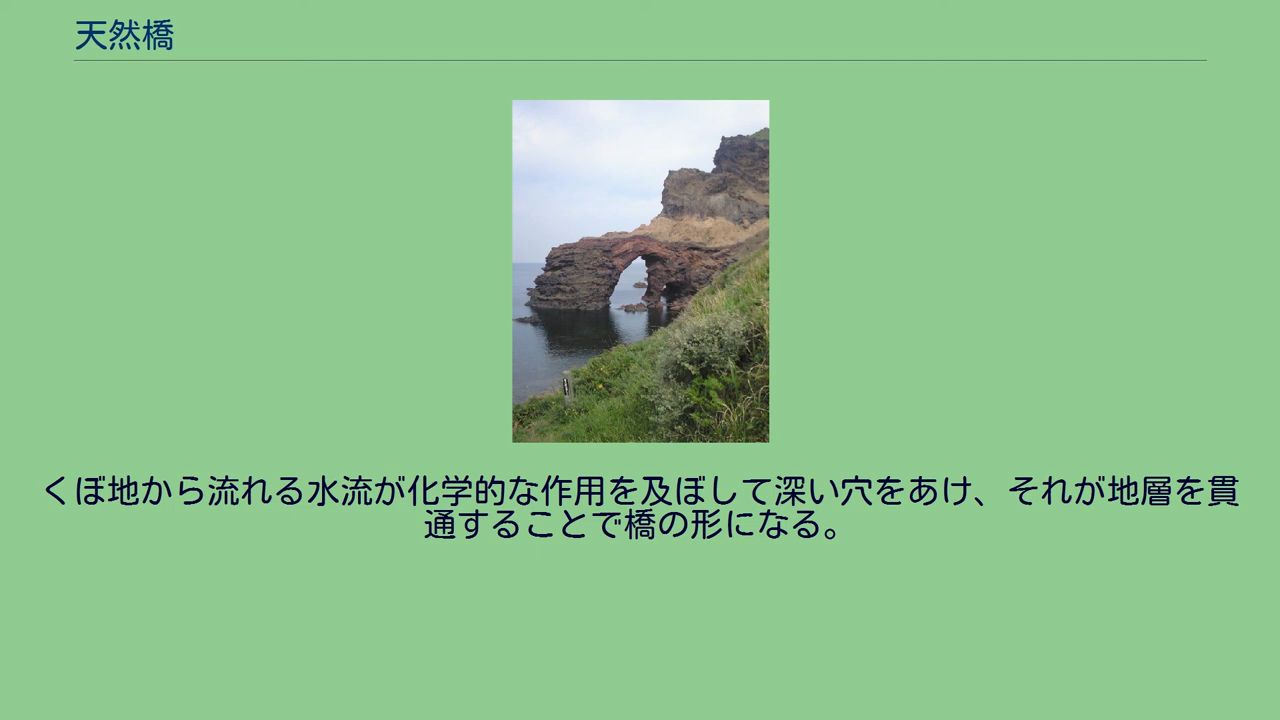 天然橋
くぼ地から流れる水流が化学的な作用を及ぼして深い穴をあけ、それが地層を貫
通することで橋の形になる。